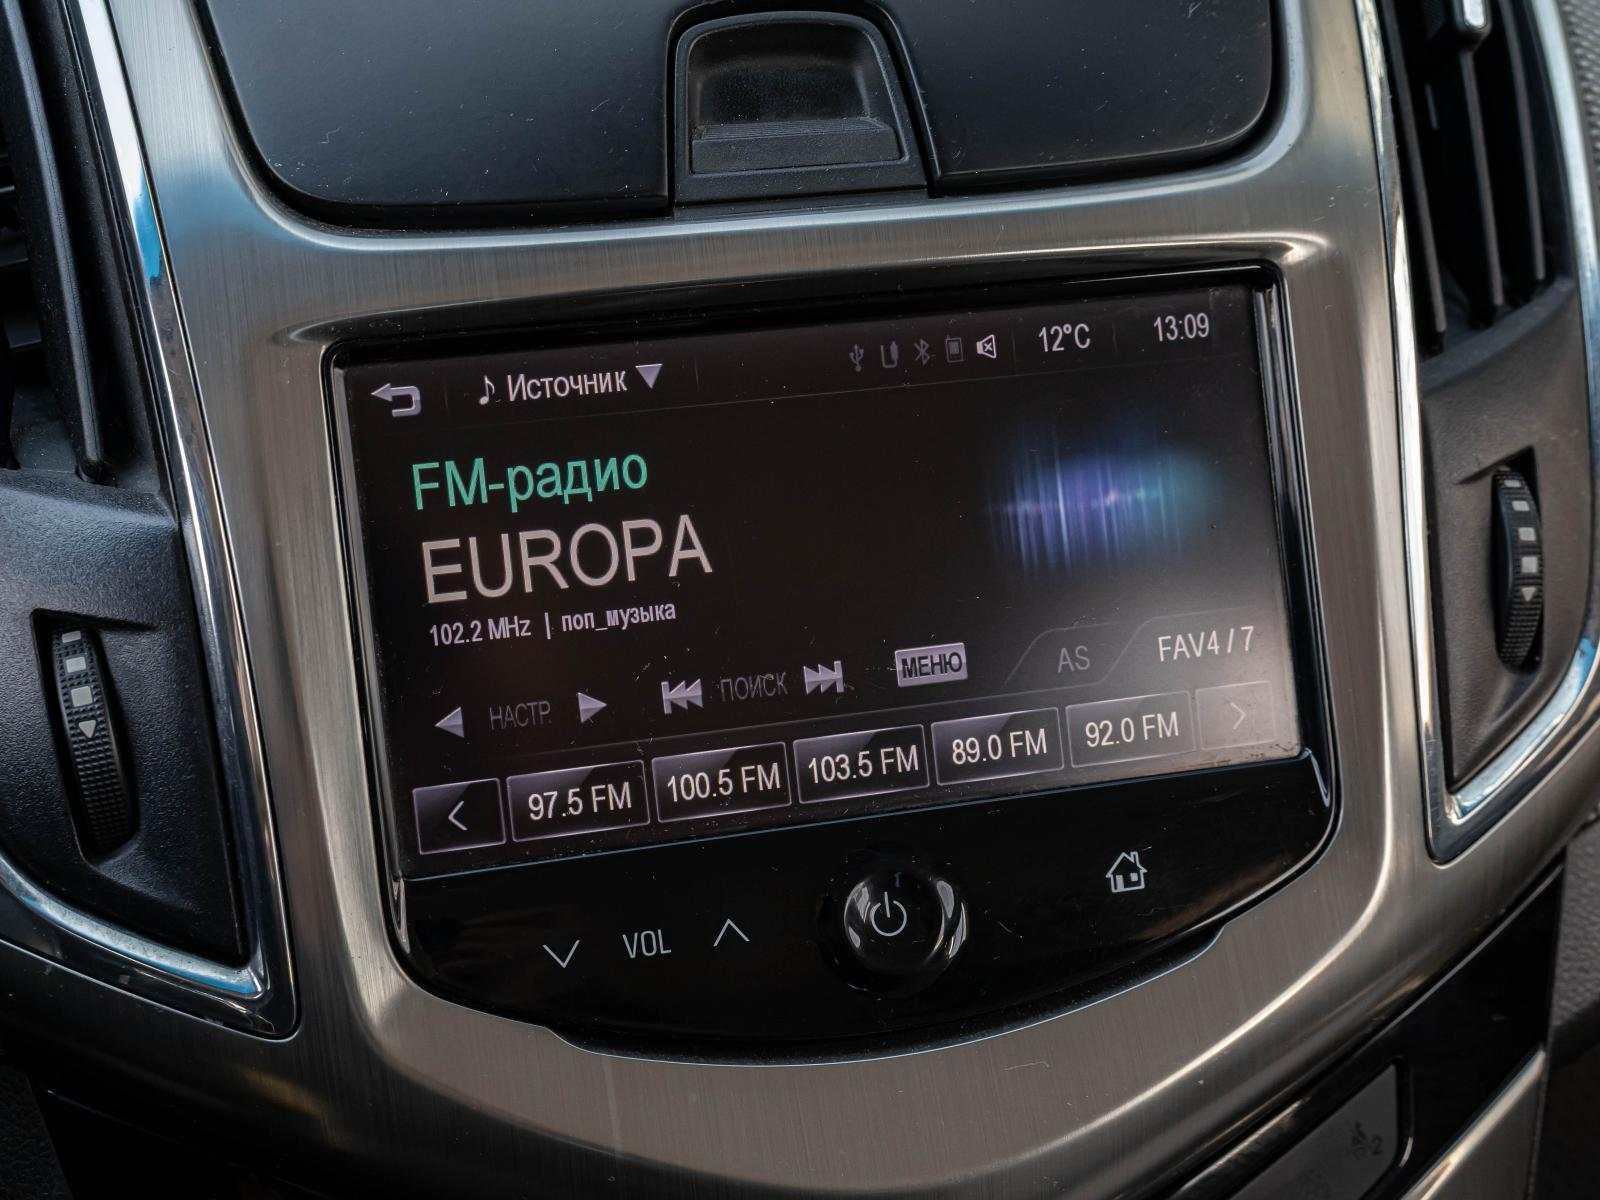 ♪ Источник ▼ 12°C 13:09
FM-радио
EUROPA
102.2 MHz | поп_музыка
НАСТР. ПОИСК МЕНЮ AS FAV4 / 7
< 97.5 FM 100.5 FM 103.5 FM 89.0 FM 92.0 FM >
VOL